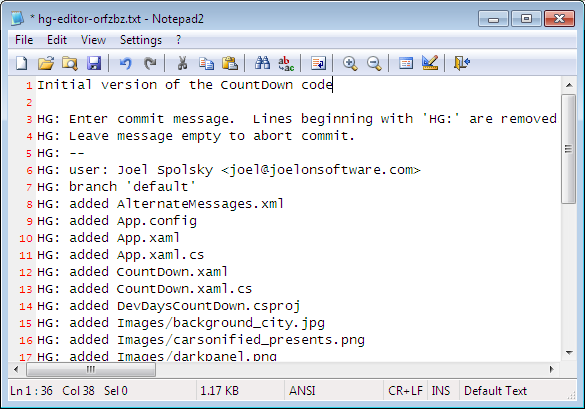 * hg-editor-orfzbz.txt - Notepad2
File Edit View Settings ?
1 Initial version of the CountDown code
2
3 HG: Enter commit message.  Lines beginning with 'HG:' are removed
4 HG: Leave message empty to abort commit.
5 HG: --
6 HG: user: Joel Spolsky <joel@joelonsoftware.com>
7 HG: branch 'default'
8 HG: added AlternateMessages.xml
9 HG: added App.config
10 HG: added App.xaml
11 HG: added App.xaml.cs
12 HG: added CountDown.xaml
13 HG: added CountDown.xaml.cs
14 HG: added DevDaysCountDown.csproj
15 HG: added Images/background_city.jpg
16 HG: added Images/carsonified_presents.png
17 HG: added Images/darkpanel.png
Ln 1 : 36 Col 38 Sel 0 1.17 KB ANSI CR+LF INS Default Text